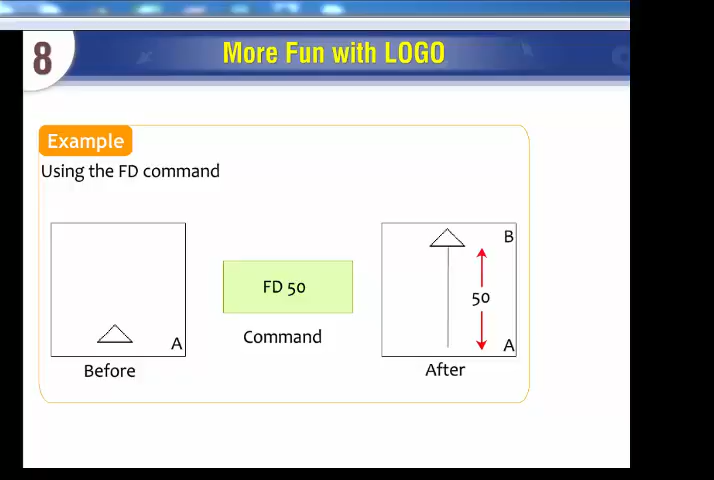 8
More Fun with LOGO
Example
Using the FD command
A
Before
FD 50
Command
B
50
A
After